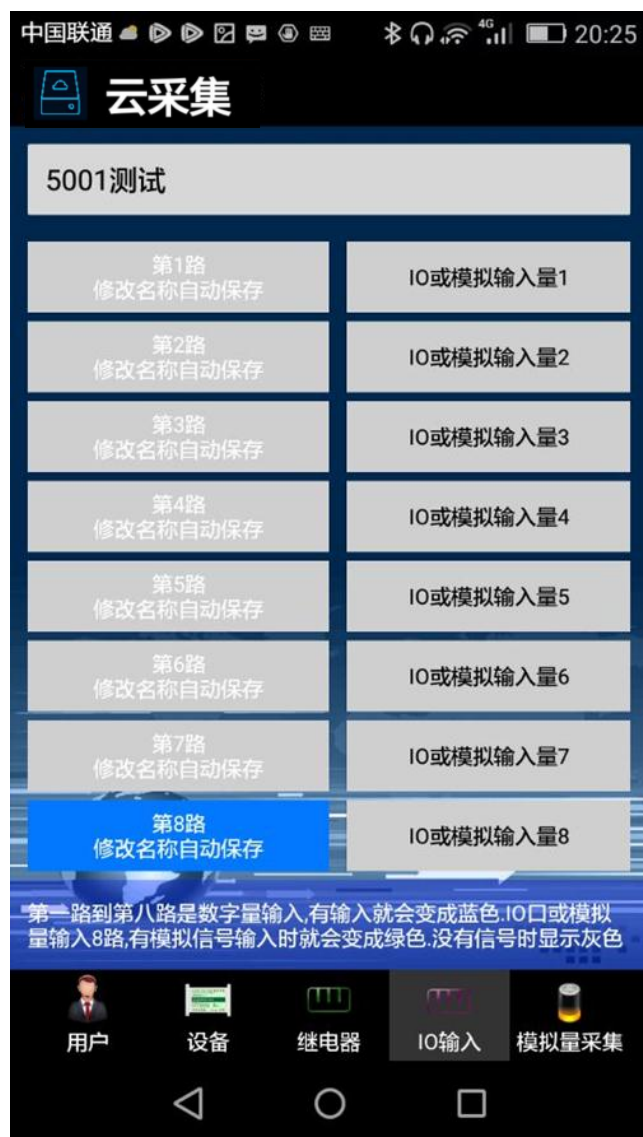 中国联通 4G 20:25
云采集
5001测试
第1路
修改名称自动保存
IO或模拟输入量1
第2路
修改名称自动保存
IO或模拟输入量2
第3路
修改名称自动保存
IO或模拟输入量3
第4路
修改名称自动保存
IO或模拟输入量4
第5路
修改名称自动保存
IO或模拟输入量5
第6路
修改名称自动保存
IO或模拟输入量6
第7路
修改名称自动保存
IO或模拟输入量7
第8路
修改名称自动保存
IO或模拟输入量8
第一路到第八路是数字量输入,有输入就会变成蓝色.IO口或模拟
量输入8路,有模拟信号输入时就会变成绿色.没有信号时显示灰色
用户 设备 继电器 IO输入 模拟量采集